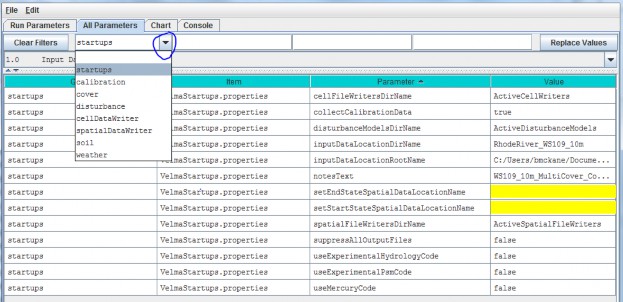 File Edit
Run Parameters All Parameters Chart Console
Clear Filters startups Replace Values
1.0 Input D
startups
calibration
cover
disturbance
cellDataWriter
spatialDataWriter
soil
weather
G Item Parameter Value
startups VelmaStartups.properties cellFileWritersDirName ActiveCellWriters
startups VelmaStartups.properties collectCalibrationData true
startups VelmaStartups.properties disturbanceModelsDirName ActiveDisturbanceModels
startups VelmaStartups.properties inputDataLocationDirName RhodeRiver_WS109_10m
startups VelmaStartups.properties inputDataLocationRootName C:/Users/bmckane/Docume...
startups VelmaStartups.properties notesText WS109_10m_MultiCover_Co...
startups VelmaStartups.properties setEndStateSpatialDataLocationName
startups VelmaStartups.properties setStartStateSpatialDataLocationName
startups VelmaStartups.properties spatialFileWritersDirName ActiveSpatialFileWriters
startups VelmaStartups.properties suppressAllOutputFiles false
startups VelmaStartups.properties useExperimentalHydrologyCode false
startups VelmaStartups.properties useExperimentalPsmCode false
startups VelmaStartups.properties useMercuryCode false